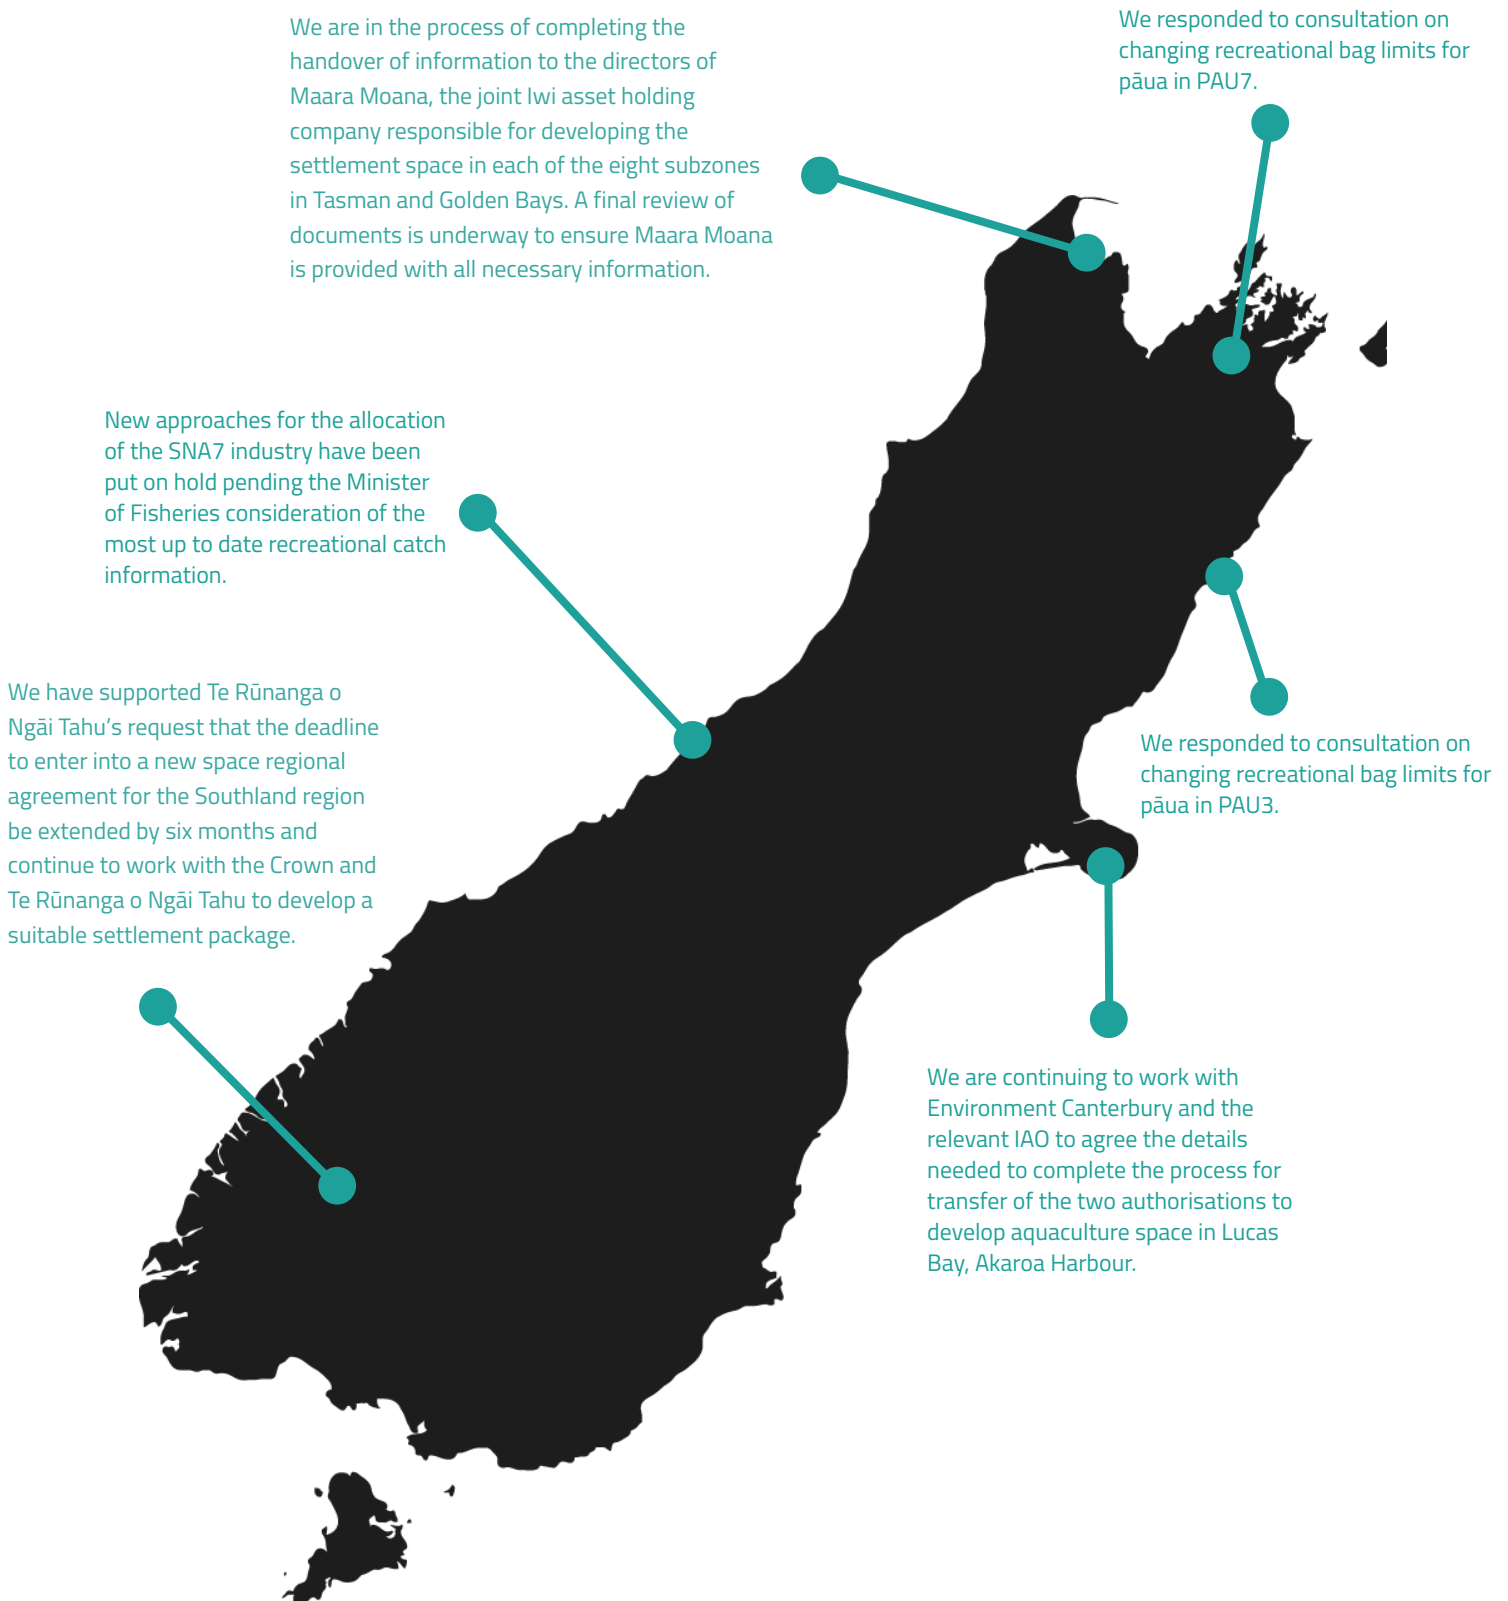 We are in the process of completing the
handover of information to the directors of
Maara Moana, the joint Iwi asset holding
company responsible for developing the
settlement space in each of the eight subzones
in Tasman and Golden Bays. A final review of
documents is underway to ensure Maara Moana
is provided with all necessary information.
We responded to consultation on
changing recreational bag limits for
pāua in PAU7.
New approaches for the allocation
of the SNA7 industry have been
put on hold pending the Minister
of Fisheries consideration of the
most up to date recreational catch
information.
We have supported Te Rūnanga o
Ngāi Tahu’s request that the deadline
to enter into a new space regional
agreement for the Southland region
be extended by six months and
continue to work with the Crown and
Te Rūnanga o Ngāi Tahu to develop a
suitable settlement package.
We responded to consultation on
changing recreational bag limits for
pāua in PAU3.
We are continuing to work with
Environment Canterbury and the
relevant IAO to agree the details
needed to complete the process for
transfer of the two authorisations to
develop aquaculture space in Lucas
Bay, Akaroa Harbour.